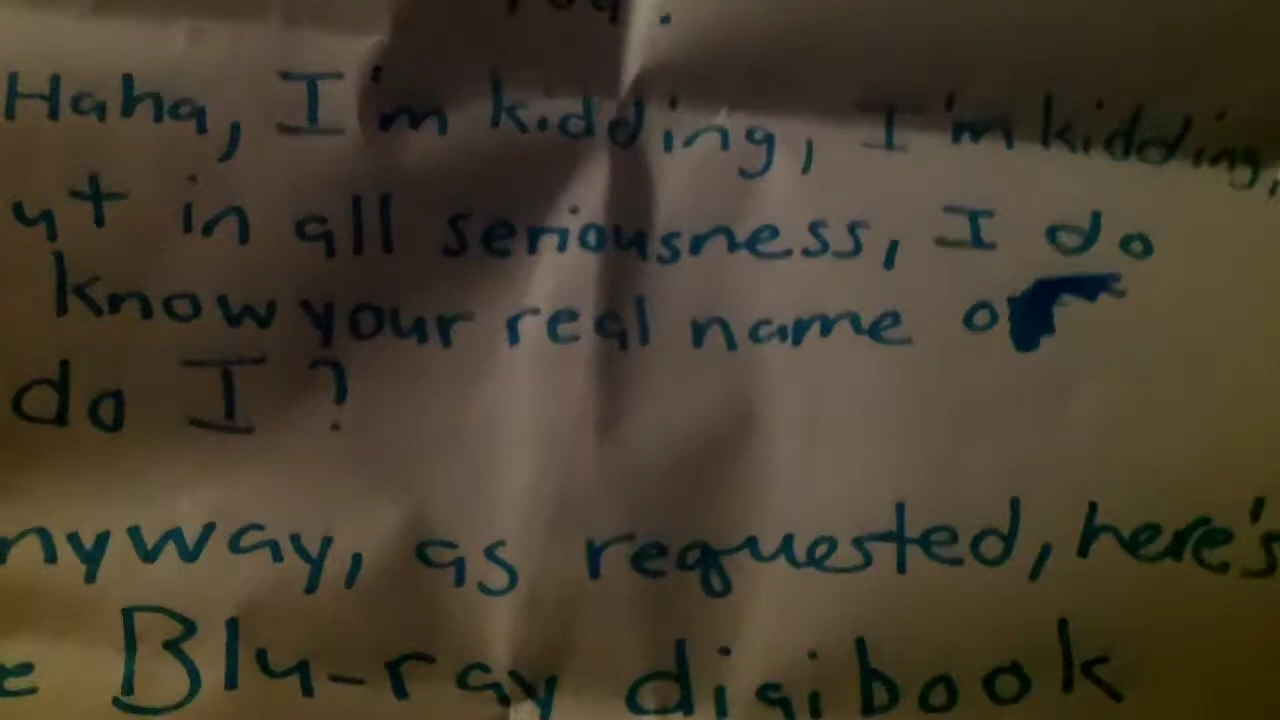 Haha, I'm kidding, I'm kidding,
ut in all seriousness, I do
know your real name or
do I?
nyway, as requested, here's
e Blu-ray digibook